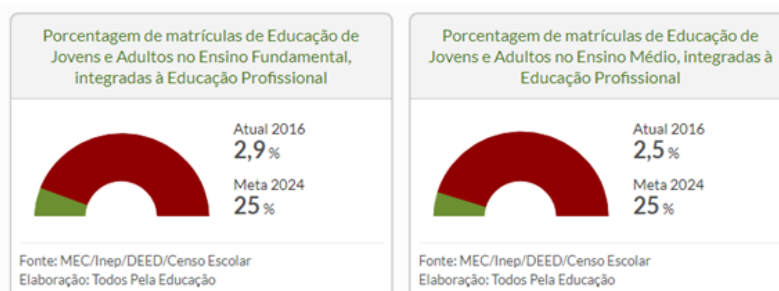 Porcentagem de matrículas de Educação de
Jovens e Adultos no Ensino Fundamental,
integradas à Educação Profissional
Atual 2016
2,9 %
Meta 2024
25 %
Fonte: MEC/Inep/DEED/Censo Escolar
Elaboração: Todos Pela Educação
Porcentagem de matrículas de Educação de
Jovens e Adultos no Ensino Médio, integradas à
Educação Profissional
Atual 2016
2,5 %
Meta 2024
25 %
Fonte: MEC/Inep/DEED/Censo Escolar
Elaboração: Todos Pela Educação